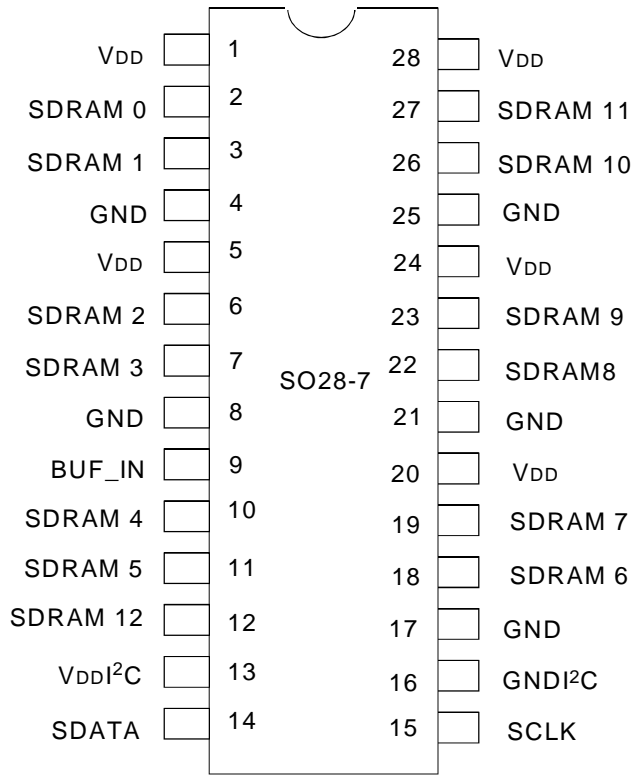 VDD 1 28 VDD
SDRAM 0 2 27 SDRAM 11
SDRAM 1 3 26 SDRAM 10
GND 4 25 GND
VDD 5 24 VDD
SDRAM 2 6 23 SDRAM 9
SDRAM 3 7 22 SDRAM8
SO28-7
GND 8 21 GND
BUF_IN 9 20 VDD
SDRAM 4 10 19 SDRAM 7
SDRAM 5 11 18 SDRAM 6
SDRAM 12 12 17 GND
VDDI²C 13 16 GNDI²C
SDATA 14 15 SCLK